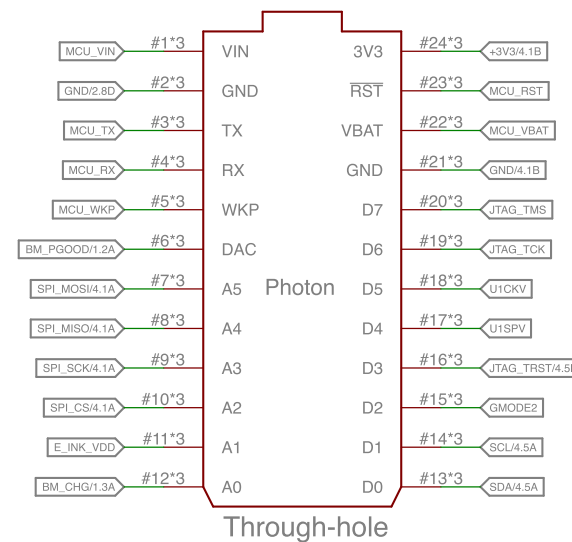 MCU_VIN #1*3 VIN 3V3 #24*3 +3V3/4.1B
GND/2.8D #2*3 GND RST #23*3 MCU_RST
MCU_TX #3*3 TX VBAT #22*3 MCU_VBAT
MCU_RX #4*3 RX GND #21*3 GND/4.1B
MCU_WKP #5*3 WKP D7 #20*3 JTAG_TMS
BM_PGOOD/1.2A #6*3 DAC D6 #19*3 JTAG_TCK
SPI_MOSI/4.1A #7*3 A5 Photon D5 #18*3 U1CKV
SPI_MISO/4.1A #8*3 A4 D4 #17*3 U1SPV
SPI_SCK/4.1A #9*3 A3 D3 #16*3 JTAG_TRST/4.5
SPI_CS/4.1A #10*3 A2 D2 #15*3 GMODE2
E_INK_VDD #11*3 A1 D1 #14*3 SCL/4.5A
BM_CHG/1.3A #12*3 A0 D0 #13*3 SDA/4.5A
Through-hole